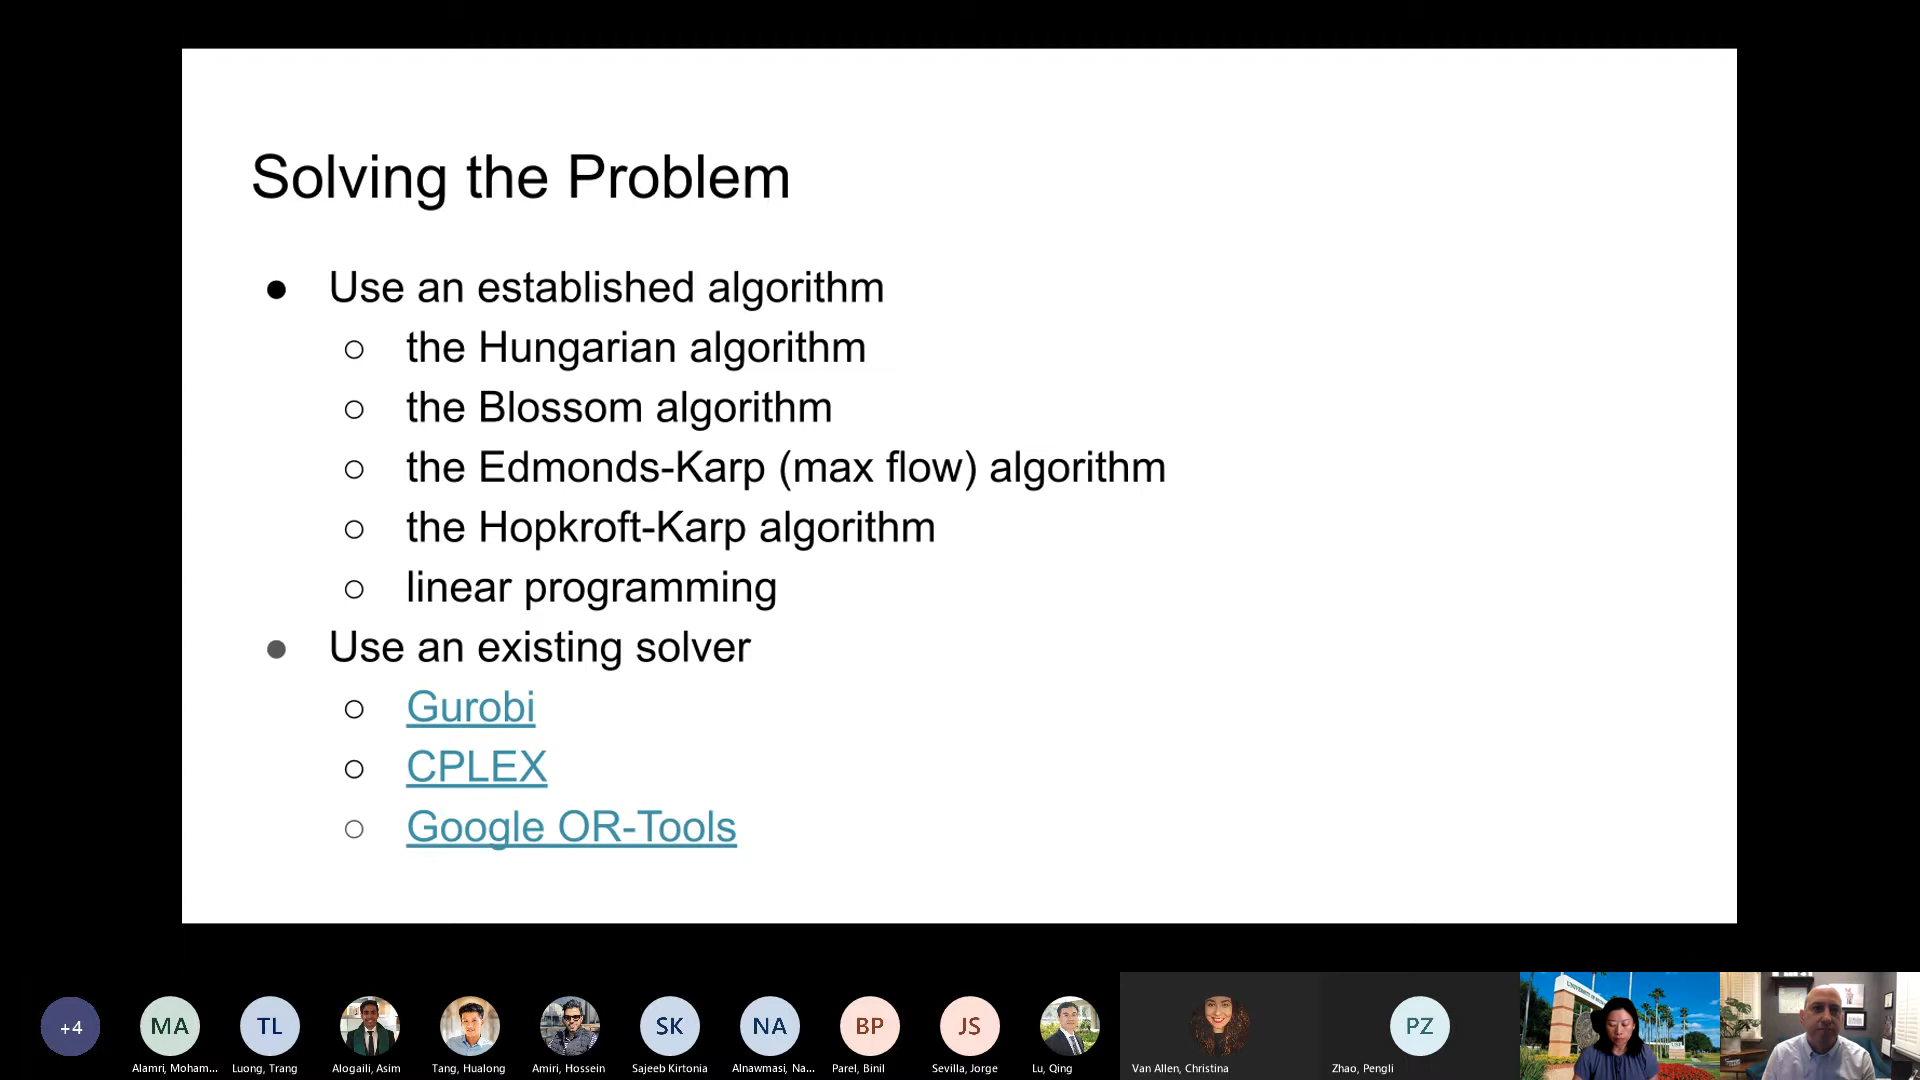 Solving the Problem
● Use an established algorithm
○ the Hungarian algorithm
○ the Blossom algorithm
○ the Edmonds-Karp (max flow) algorithm
○ the Hopkroft-Karp algorithm
○ linear programming
● Use an existing solver
○ Gurobi
○ CPLEX
○ Google OR-Tools
+4
MA
TL
SK
NA
BP
JS
PZ
Alamri, Moham...
Luong, Trang
Alogaili, Asim
Tang, Hualong
Amiri, Hossein
Sajeeb Kirtonia
Alnawmasi, Na...
Parel, Binil
Sevilla, Jorge
Lu, Qing
Van Allen, Christina
Zhao, Pengli